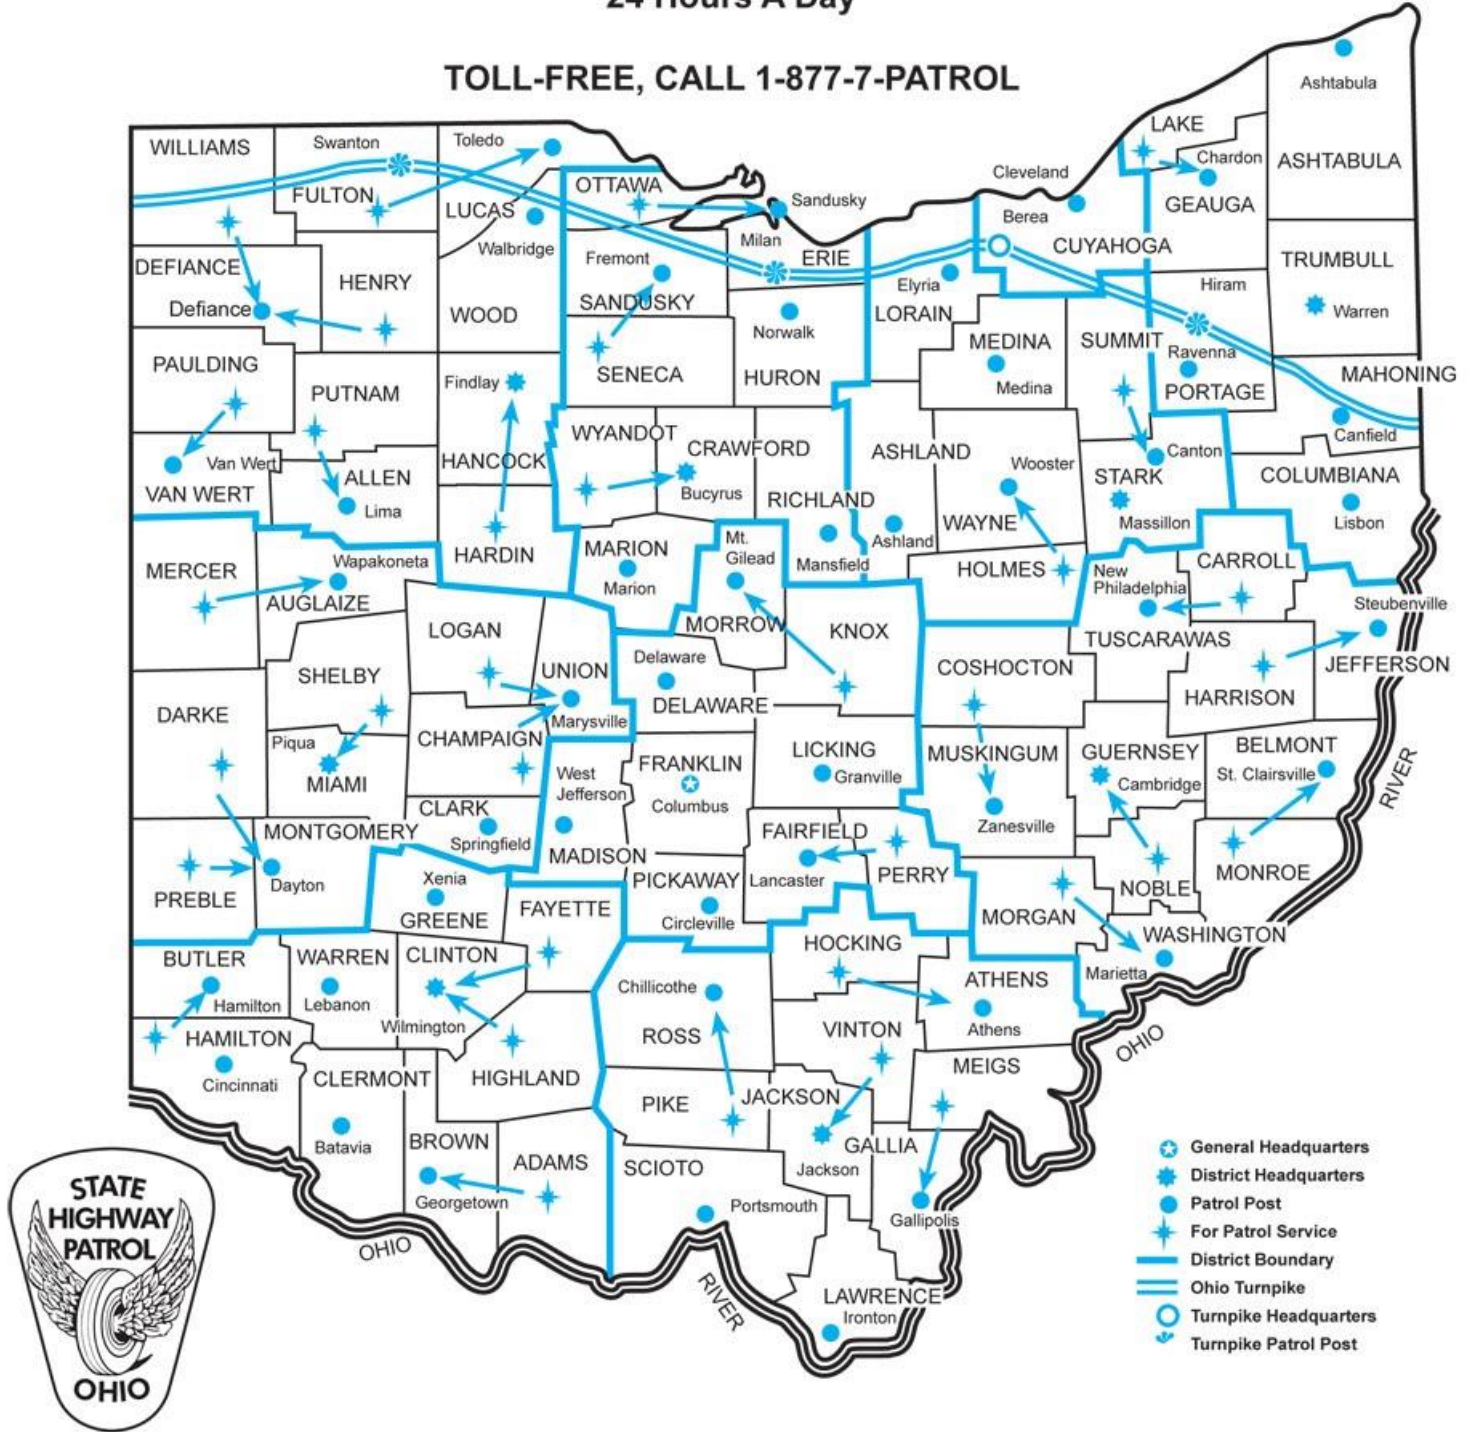 24 Hours A Day
TOLL-FREE, CALL 1-877-7-PATROL
Ashtabula
LAKE
WILLIAMS
Swanton
Toledo
Chardon
ASHTABULA
Cleveland
OTTAWA
FULTON
Sandusky
GEAUGA
LUCAS
Berea
Walbridge
Milan
ERIE
CUYAHOGA
Fremont
TRUMBULL
DEFIANCE
HENRY
Elyria
Hiram
SANDUSKY
Defiance
WOOD
LORAIN
Warren
Norwalk
MEDINA
SUMMIT
Ravenna
PAULDING
SENECA
HURON
MAHONING
Findlay
Medina
PORTAGE
PUTNAM
WYANDOT
CRAWFORD
Canfield
ASHLAND
Canton
Van Wert
HANCOCK
Wooster
ALLEN
STARK
COLUMBIANA
VAN WERT
Bucyrus
RICHLAND
Lima
WAYNE
Massillon
Lisbon
Mt.
Gilead
Ashland
HARDIN
MARION
Mansfield
Wapakoneta
CARROLL
MERCER
HOLMES
New
Philadelphia
Marion
AUGLAIZE
Steubenville
LOGAN
MORROW
KNOX
TUSCARAWAS
Delaware
COSHOCTON
JEFFERSON
UNION
SHELBY
HARRISON
DELAWARE
DARKE
Marysville
CHAMPAIGN
Piqua
LICKING
MUSKINGUM
GUERNSEY
BELMONT
FRANKLIN
West
Jefferson
Granville
St. Clairsville
MIAMI
Cambridge
RIVER
Columbus
CLARK
MONTGOMERY
FAIRFIELD
Zanesville
Springfield
MADISON
PERRY
MONROE
Xenia
PICKAWAY
Lancaster
Dayton
NOBLE
PREBLE
FAYETTE
GREENE
Circleville
MORGAN
WASHINGTON
HOCKING
BUTLER
WARREN
CLINTON
Marietta
ATHENS
Chillicothe
Hamilton
Lebanon
Wilmington
Athens
VINTON
ROSS
HAMILTON
OHIO
MEIGS
CLERMONT
HIGHLAND
Cincinnati
JACKSON
PIKE
BROWN
Batavia
GALLIA
ADAMS
SCIOTO
Jackson
Georgetown
Portsmouth
Gallipolis
OHIO
RIVER
LAWRENCE
Ironton
General Headquarters
District Headquarters
Patrol Post
For Patrol Service
District Boundary
Ohio Turnpike
Turnpike Headquarters
Turnpike Patrol Post
STATE
HIGHWAY
PATROL
OHIO